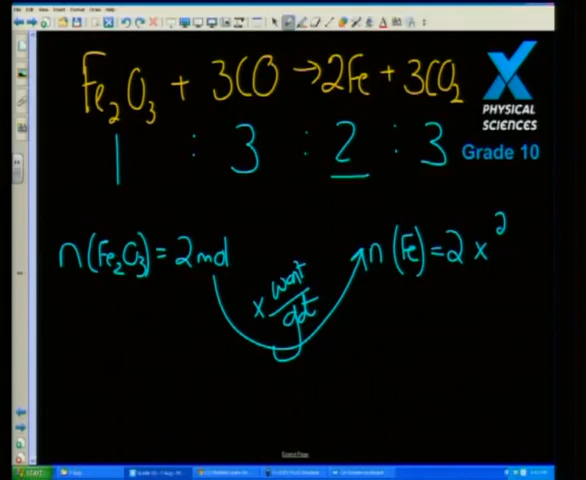 Fe₂O₃ + 3CO → 2Fe + 3CO₂
PHYSICAL
SCIENCES
1 : 3 : 2 : 3
Grade 10
n(Fe₂O₃) = 2mol
n(Fe) = 2 x 2
x want
got